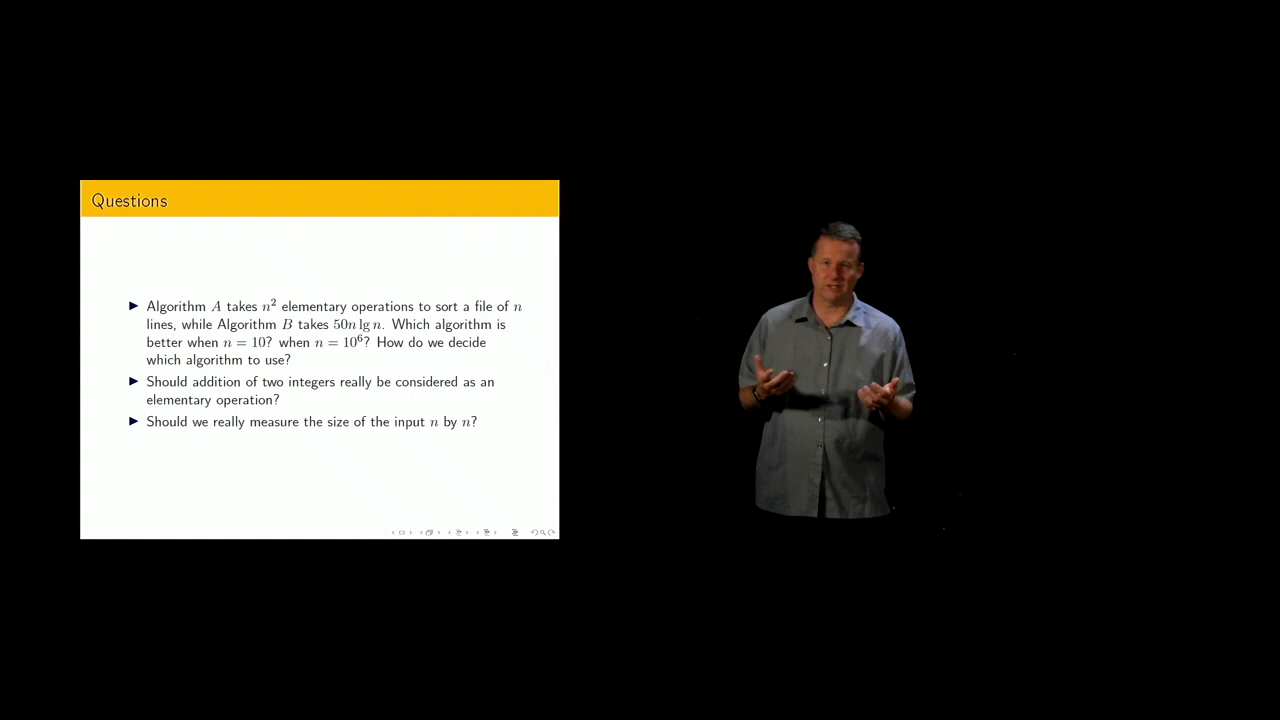 Questions
▶ Algorithm A takes n² elementary operations to sort a file of n
lines, while Algorithm B takes 50n lg n. Which algorithm is
better when n = 10? when n = 10⁶? How do we decide
which algorithm to use?
▶ Should addition of two integers really be considered as an
elementary operation?
▶ Should we really measure the size of the input n by n?